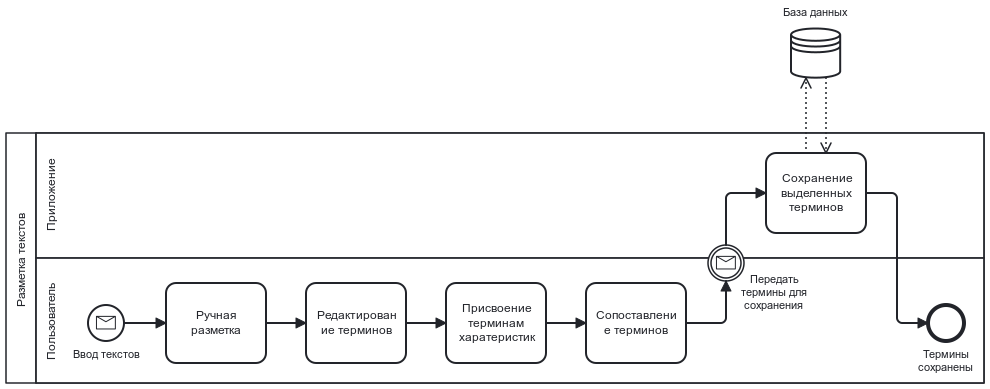 База данных
Разметка текстов
Приложение
Сохранение
выделенных
терминов
Пользователь
Ввод текстов
Ручная
разметка
Редактирован
ие терминов
Присвоение
терминам
харатеристик
Сопоставлени
е терминов
Передать
термины для
сохранения
Термины
сохранены